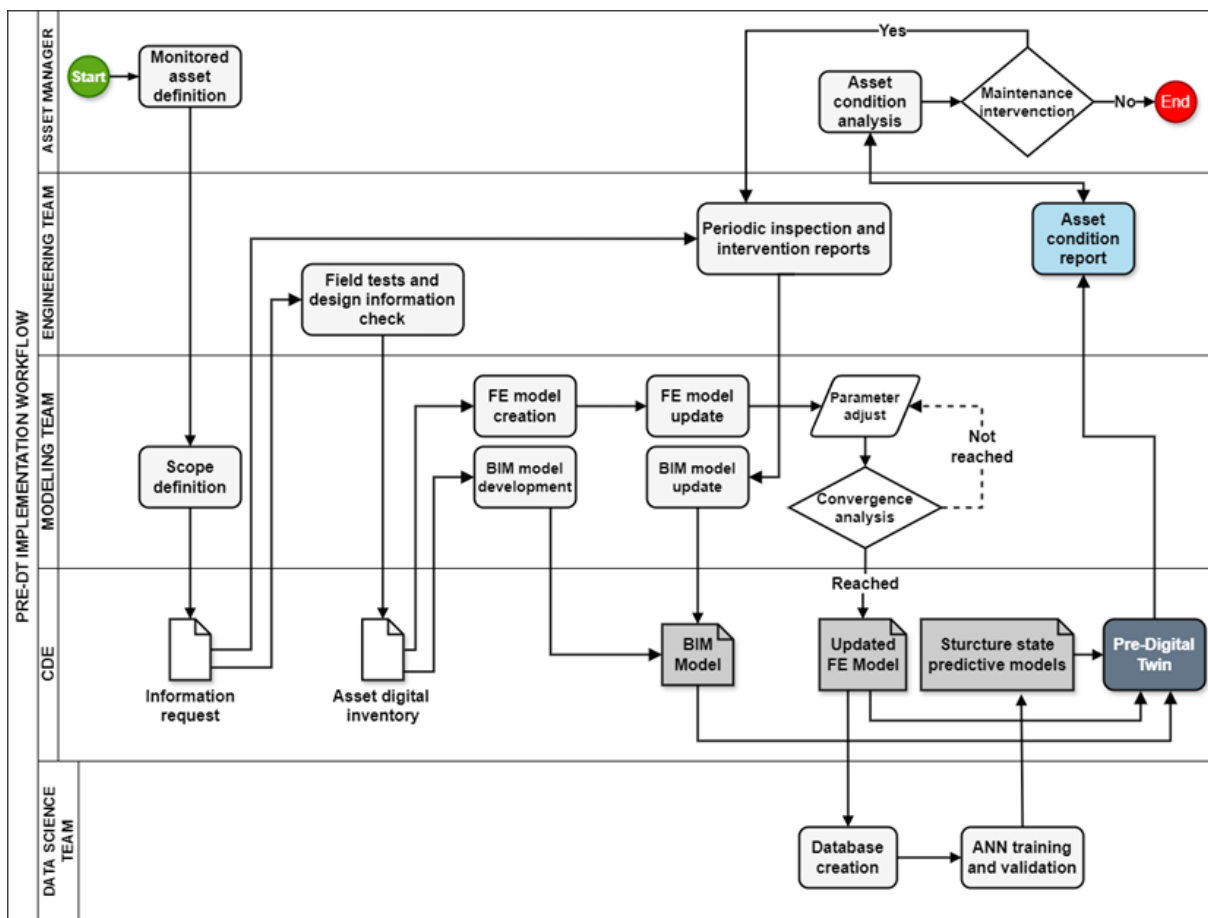 PRE-DT IMPLEMENTATION WORKFLOW
ASSET MANAGER
Start
Monitored
asset
definition
Yes
Asset
condition
analysis
Maintenance
intervenction
No
End
ENGINEERING TEAM
Periodic inspection and
intervention reports
Asset
condition
report
Field tests and
design information
check
MODELING TEAM
FE model
creation
FE model
update
Parameter
adjust
Not
reached
Scope
definition
BIM model
development
BIM model
update
Convergence
analysis
CDE
Reached
BIM
Model
Updated
FE Model
Sturcture state
predictive models
Pre-Digital
Twin
Information
request
Asset digital
inventory
DATA SCIENCE
TEAM
Database
creation
ANN training
and validation